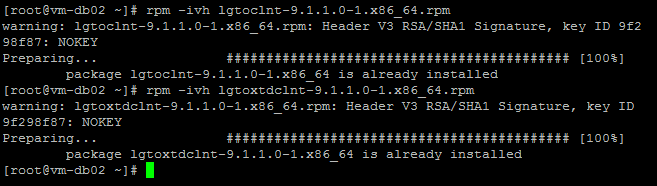 [root@vm-db02 ~]# rpm -ivh lgtoclnt-9.1.1.0-1.x86_64.rpm
warning: lgtoclnt-9.1.1.0-1.x86_64.rpm: Header V3 RSA/SHA1 Signature, key ID 9f2
98f87: NOKEY
Preparing...                ########################################### [100%]
        package lgtoclnt-9.1.1.0-1.x86_64 is already installed
[root@vm-db02 ~]# rpm -ivh lgtoxtdclnt-9.1.1.0-1.x86_64.rpm
warning: lgtoxtdclnt-9.1.1.0-1.x86_64.rpm: Header V3 RSA/SHA1 Signature, key ID
9f298f87: NOKEY
Preparing...                ########################################### [100%]
        package lgtoxtdclnt-9.1.1.0-1.x86_64 is already installed
[root@vm-db02 ~]#